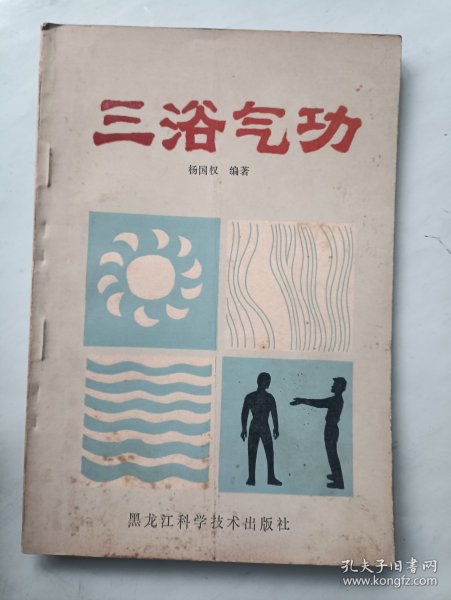 三浴气功
杨国权 编著
黑龙江科学技术出版社
孔夫子旧书网
www.kongfz.com